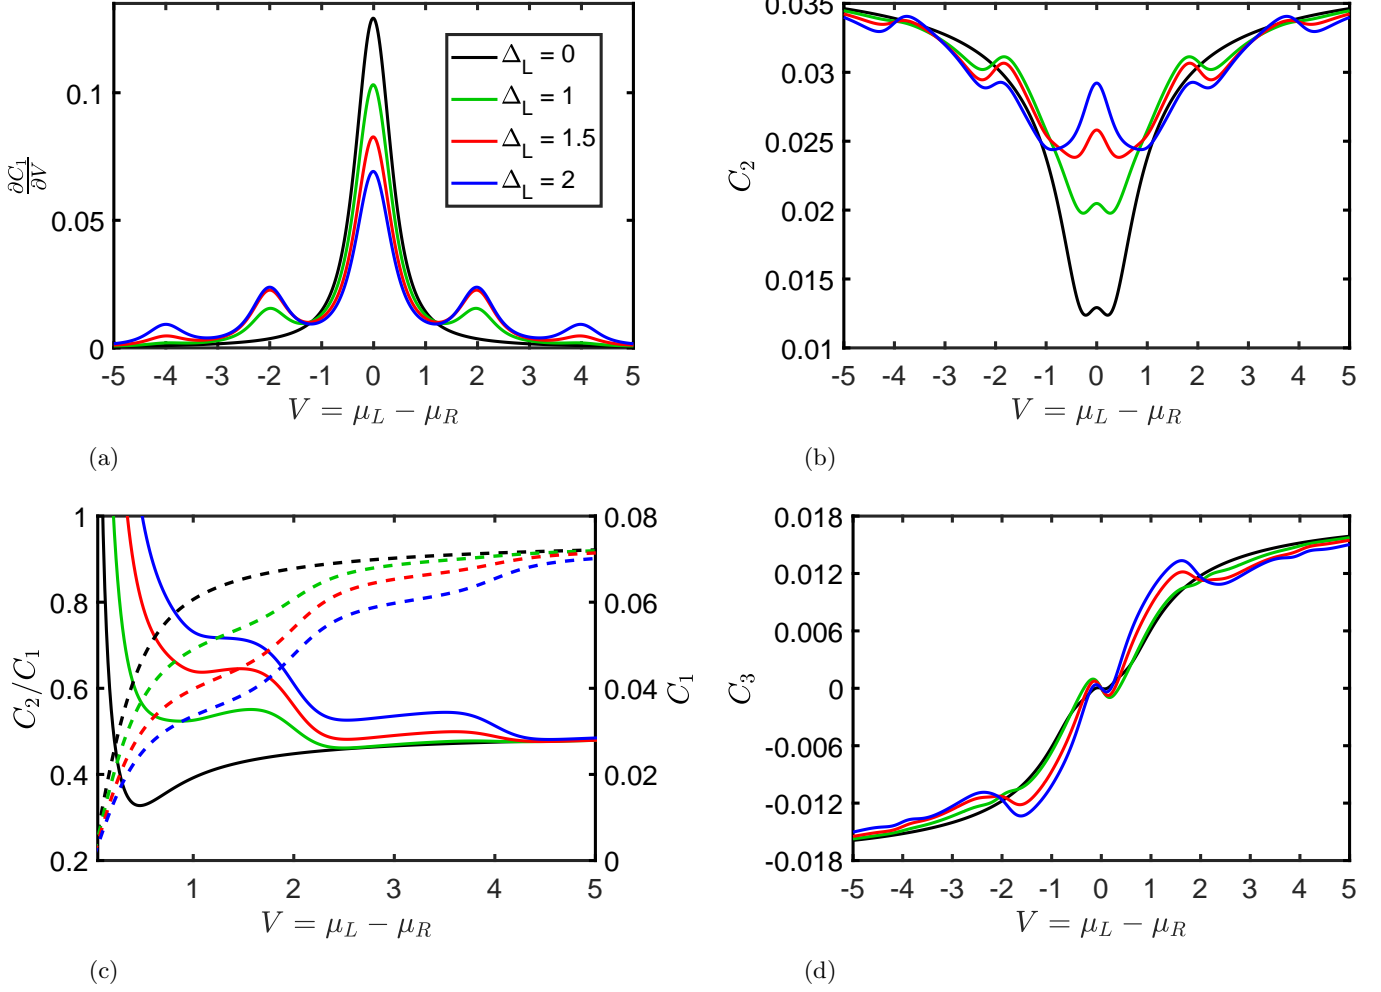 ∂C₁/∂V
0.1
0.05
0
-5 -4 -3 -2 -1 0 1 2 3 4 5
V = μ_L − μ_R
Δ_L = 0
Δ_L = 1
Δ_L = 1.5
Δ_L = 2
(a)
C₂
0.035
0.03
0.025
0.02
0.015
0.01
-5 -4 -3 -2 -1 0 1 2 3 4 5
V = μ_L − μ_R
(b)
C₂/C₁
1
0.8
0.6
0.4
0.2
C₁
0.08
0.06
0.04
0.02
0
1 2 3 4 5
V = μ_L − μ_R
(c)
C₃
0.018
0.012
0.006
0
-0.006
-0.012
-0.018
-5 -4 -3 -2 -1 0 1 2 3 4 5
V = μ_L − μ_R
(d)